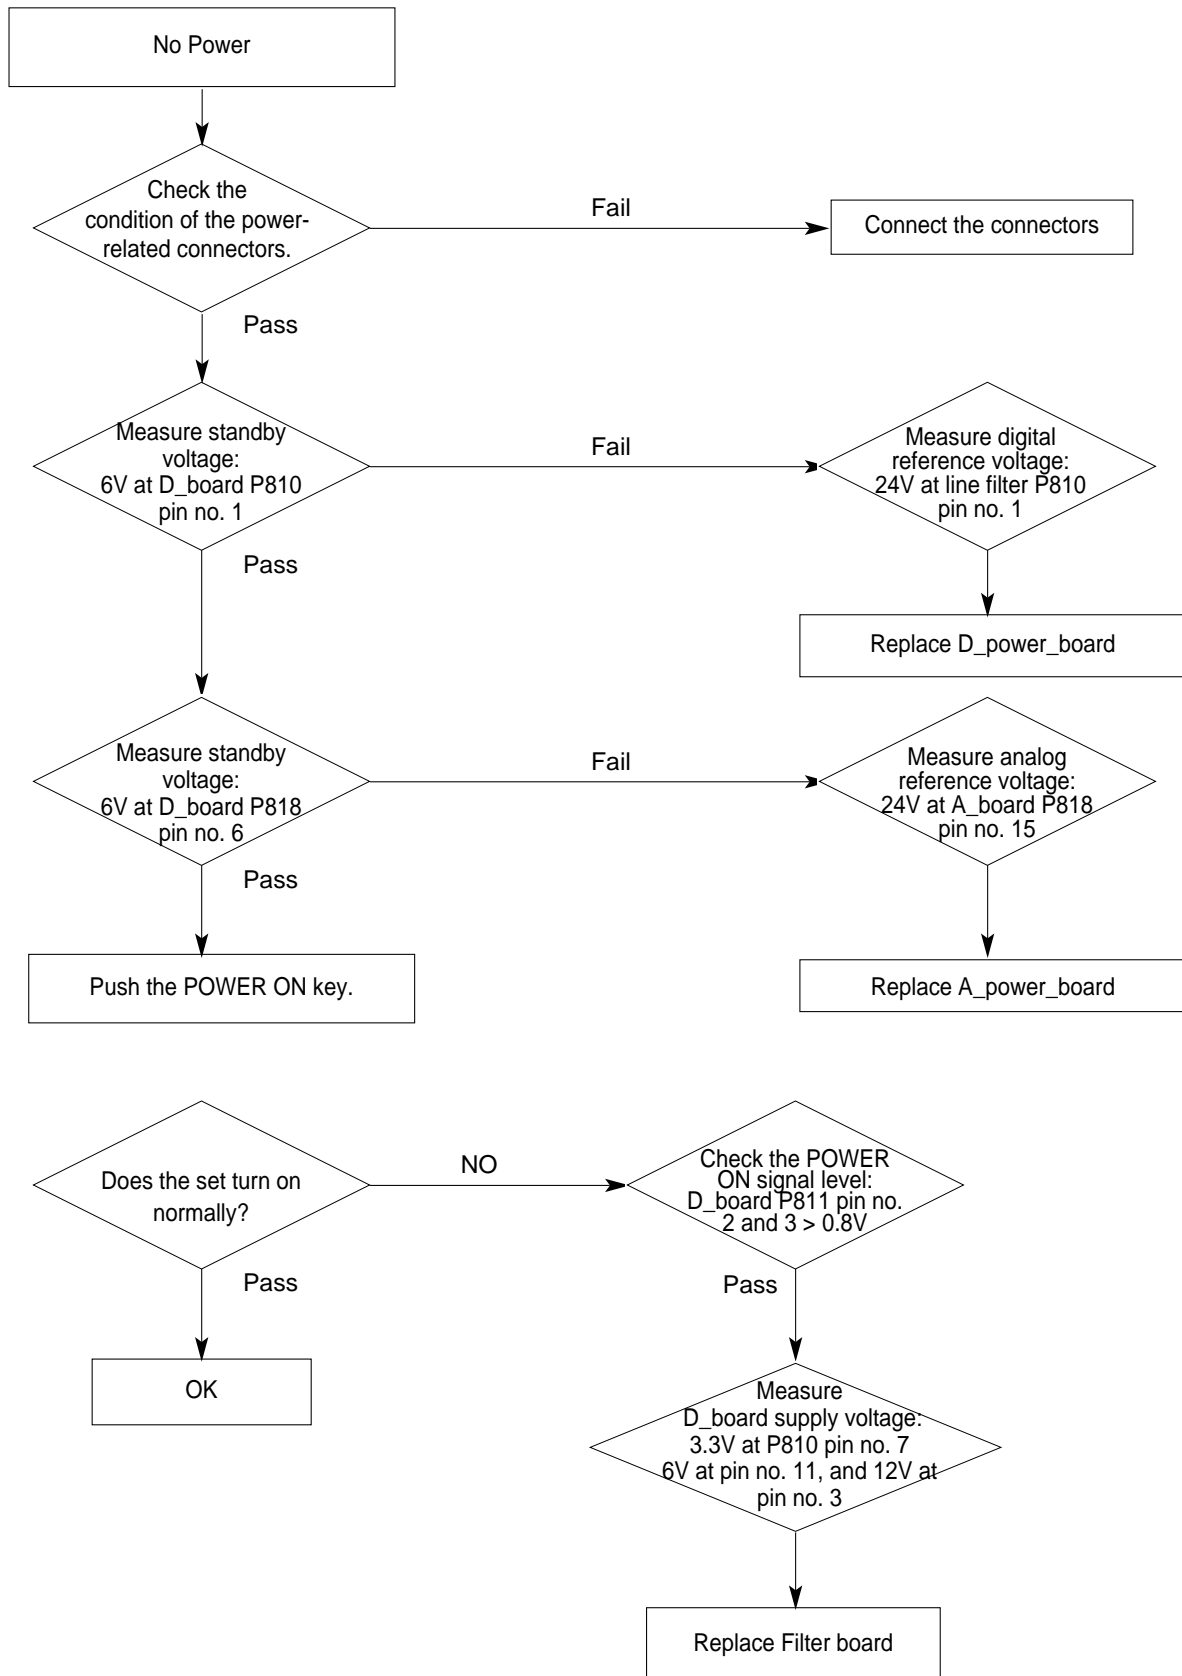 No Power
Check the
condition of the power-
related connectors.
Fail
Connect the connectors
Pass
Measure standby
voltage:
6V at D_board P810
pin no. 1
Fail
Measure digital
reference voltage:
24V at line filter P810
pin no. 1
Pass
Replace D_power_board
Measure standby
voltage:
6V at D_board P818
pin no. 6
Fail
Measure analog
reference voltage:
24V at A_board P818
pin no. 15
Pass
Push the POWER ON key.
Replace A_power_board
Does the set turn on
normally?
NO
Check the POWER
ON signal level:
D_board P811 pin no.
2 and 3 > 0.8V
Pass
Pass
OK
Measure
D_board supply voltage:
3.3V at P810 pin no. 7
6V at pin no. 11, and 12V at
pin no. 3
Replace Filter board